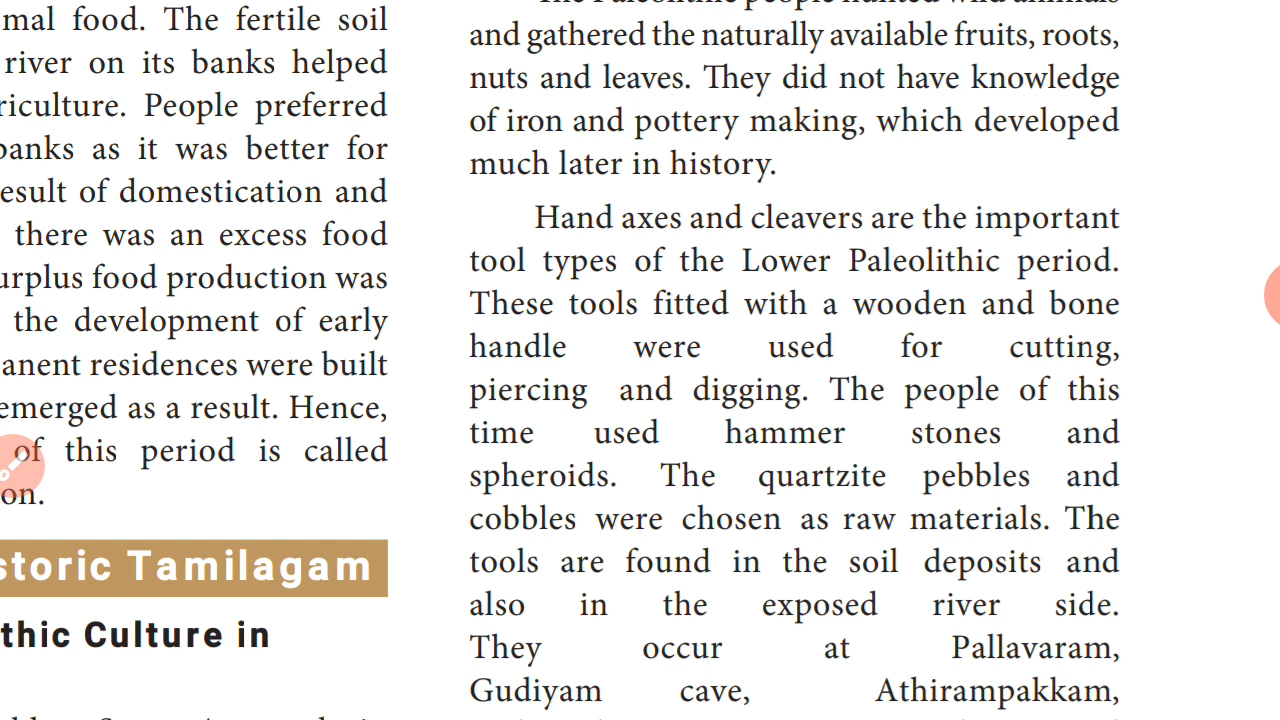 mal food. The fertile soil
river on its banks helped
riculture. People preferred
banks as it was better for
esult of domestication and
there was an excess food
urplus food production was
the development of early
anent residences were built
emerged as a result. Hence,
of this period is called
on.
storic Tamilagam
thic Culture in
The Paleolithic people hunted wild animals
and gathered the naturally available fruits, roots,
nuts and leaves. They did not have knowledge
of iron and pottery making, which developed
much later in history.
Hand axes and cleavers are the important
tool types of the Lower Paleolithic period.
These tools fitted with a wooden and bone
handle were used for cutting,
piercing and digging. The people of this
time used hammer stones and
spheroids. The quartzite pebbles and
cobbles were chosen as raw materials. The
tools are found in the soil deposits and
also in the exposed river side.
They occur at Pallavaram,
Gudiyam cave, Athirampakkam,